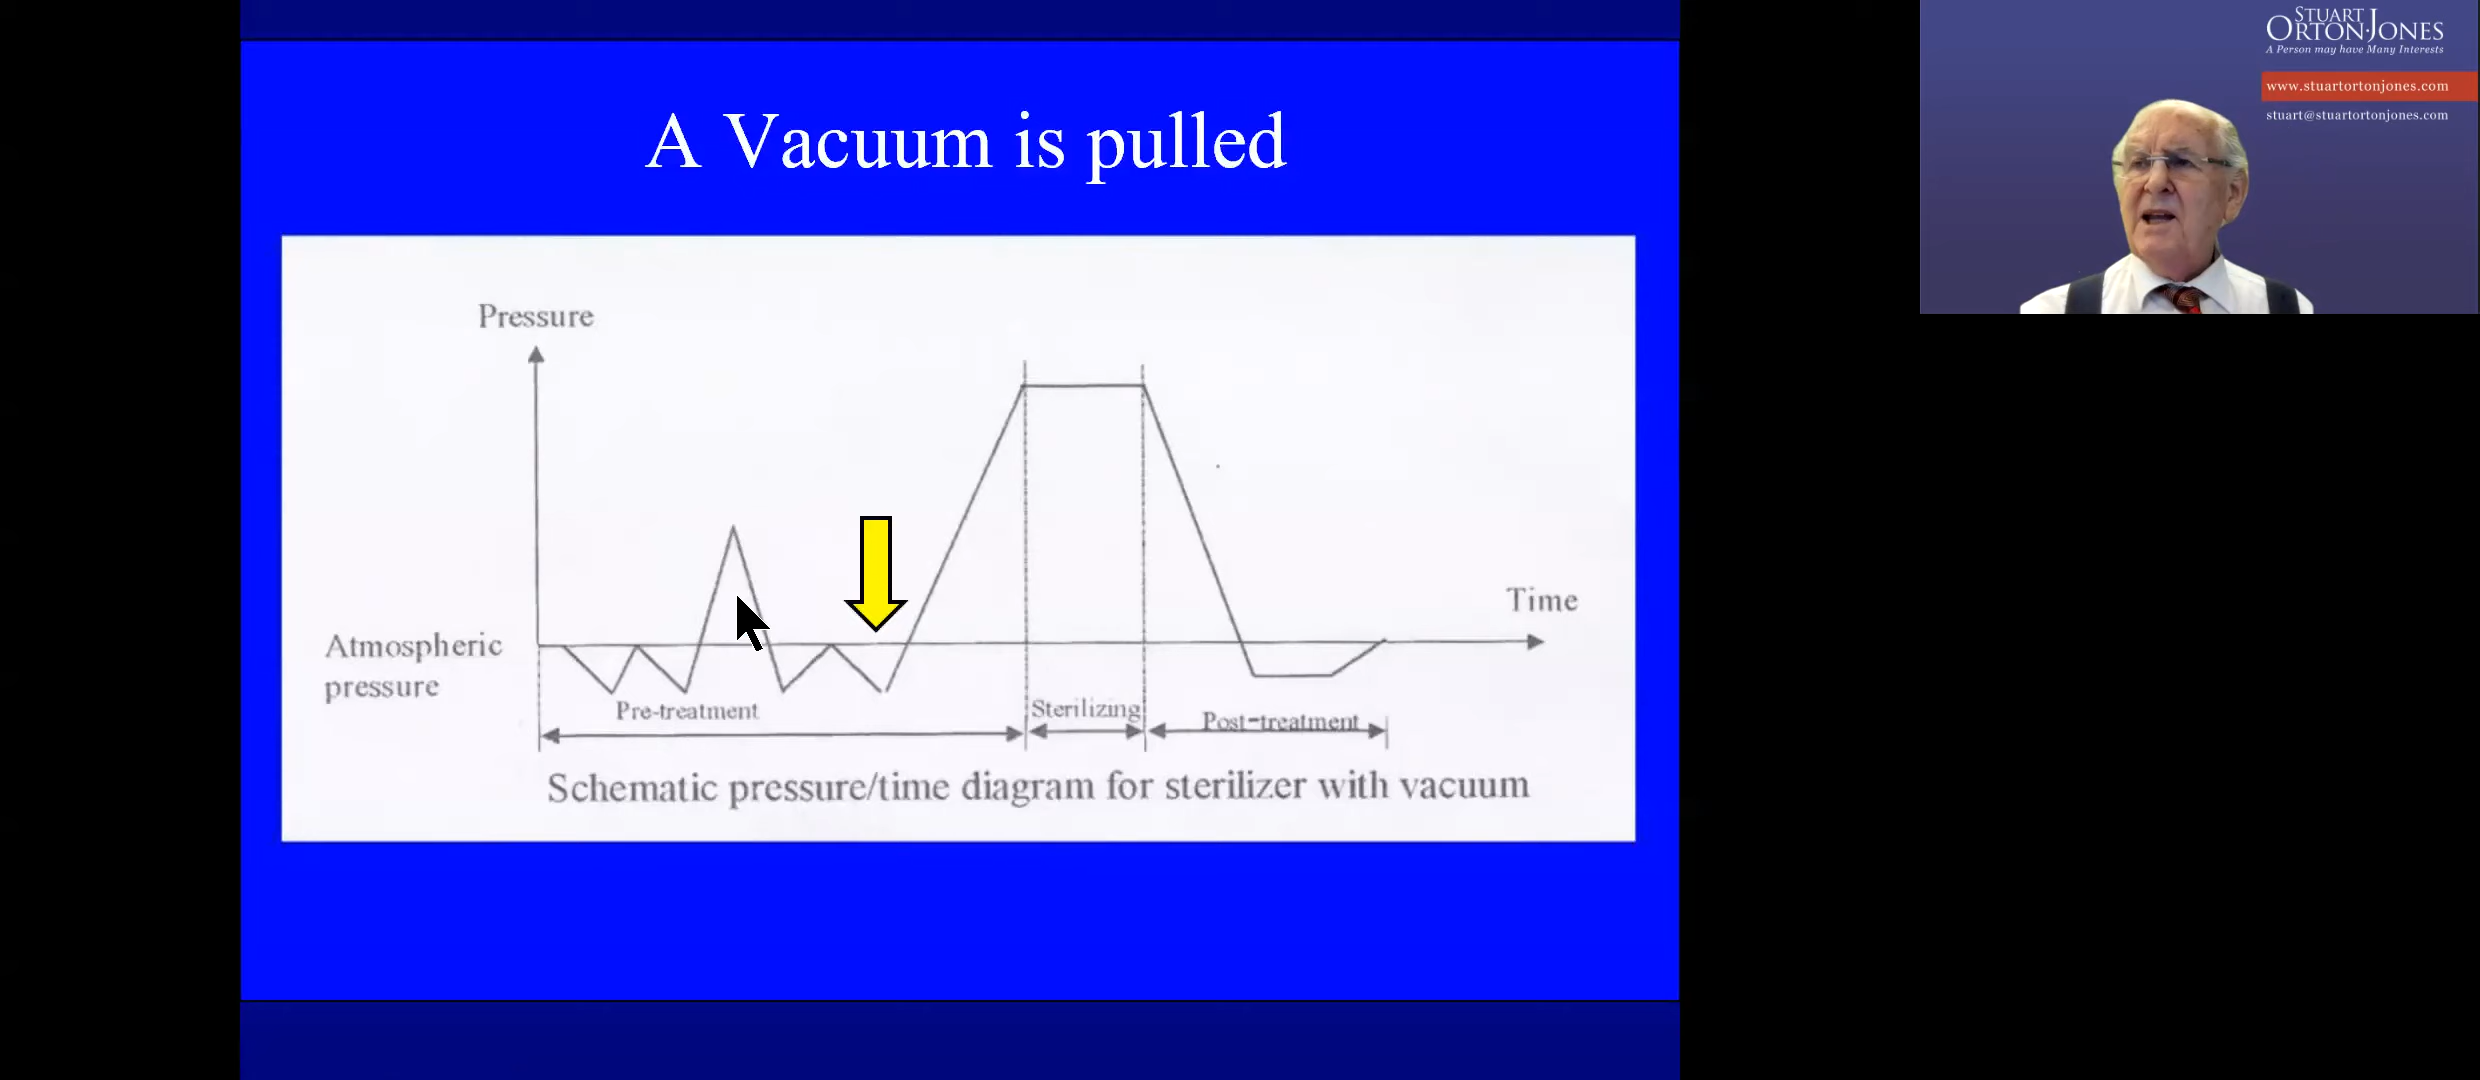 A Vacuum is pulled
Pressure
Time
Atmospheric
pressure
Pre-treatment
Sterilizing
Post-treatment
Schematic pressure/time diagram for sterilizer with vacuum
STUART
ORTON-JONES
A Person may have Many Interests
www.stuartortonjones.com
stuart@stuartortonjones.com